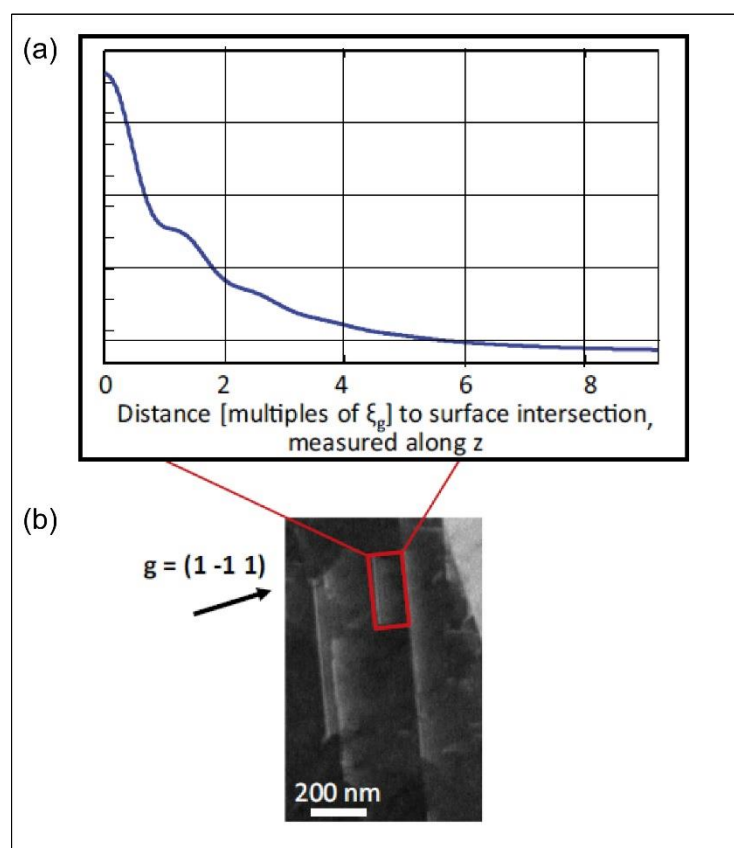 (a)
0 2 4 6 8
Distance [multiples of ξg] to surface intersection,
measured along z
(b)
g = (1 -1 1)
200 nm